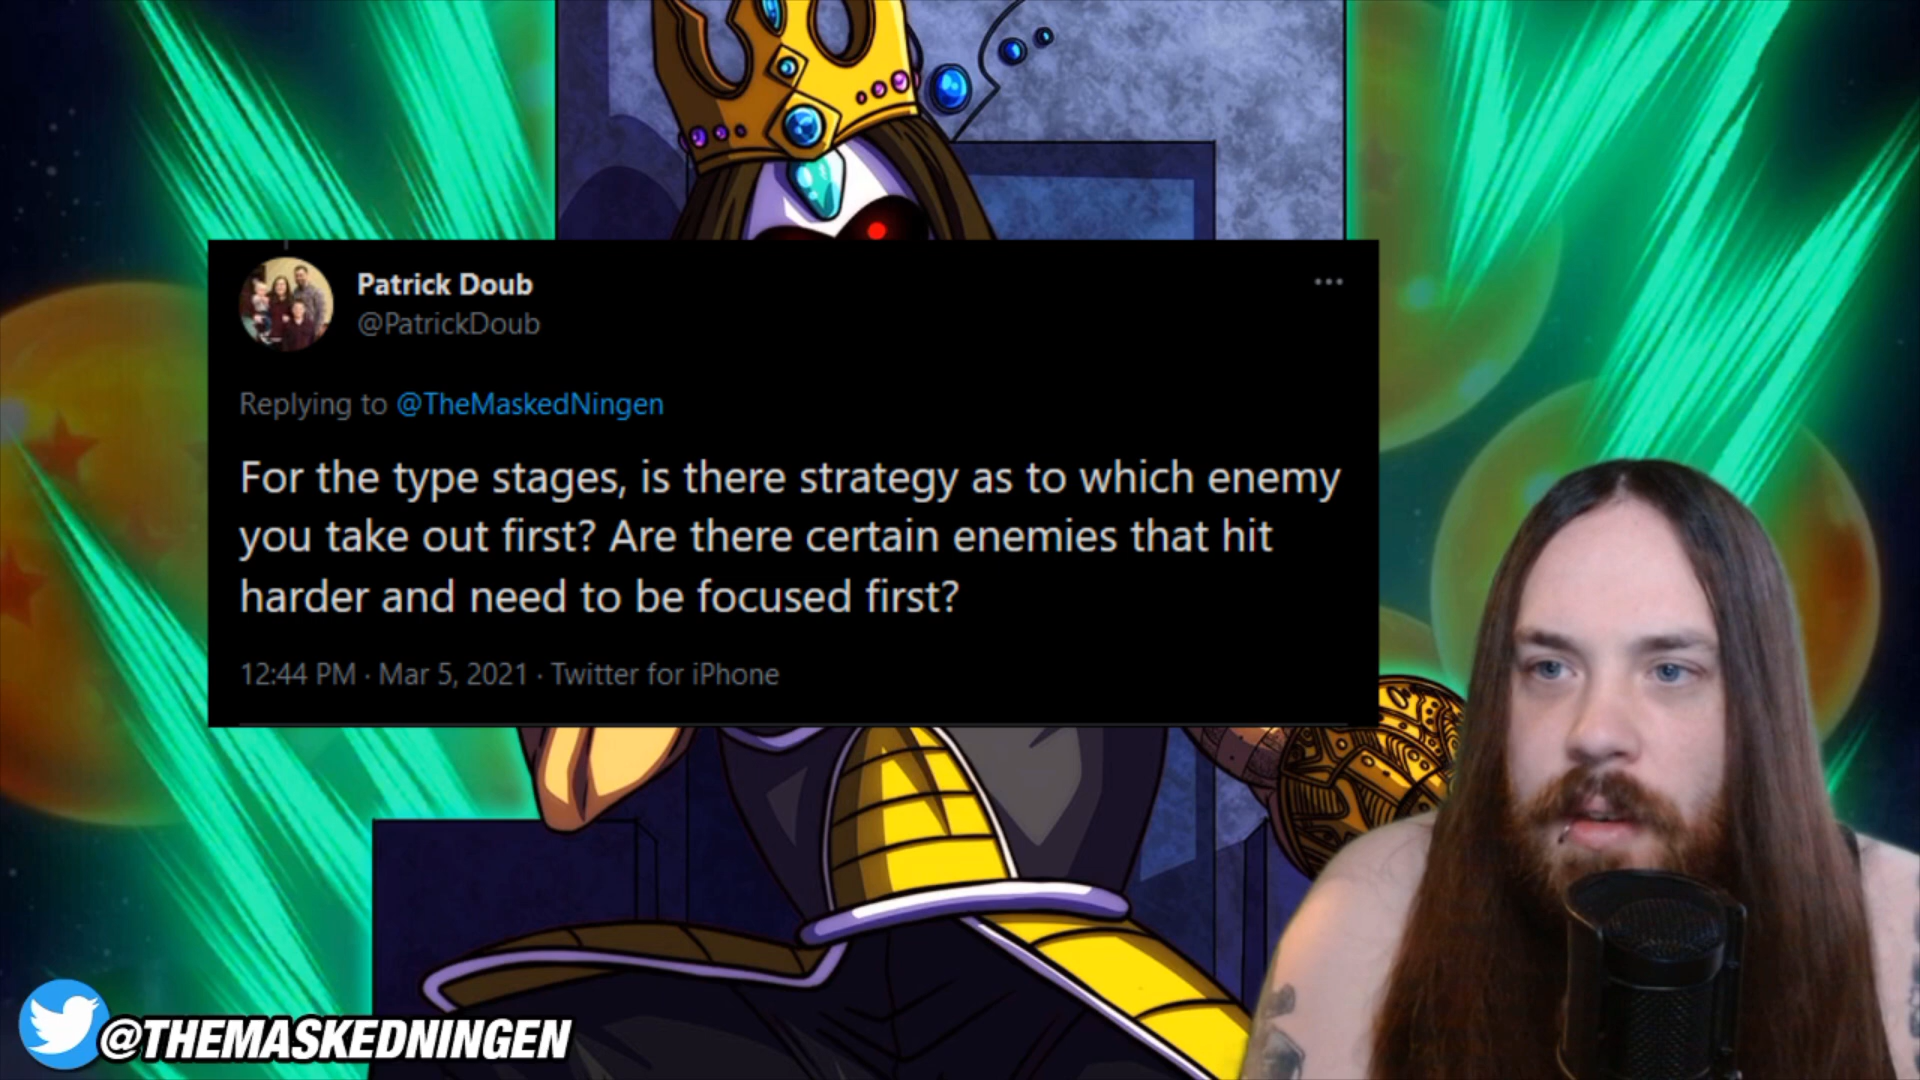 Patrick Doub
@PatrickDoub
Replying to @TheMaskedNingen
For the type stages, is there strategy as to which enemy
you take out first? Are there certain enemies that hit
harder and need to be focused first?
12:44 PM · Mar 5, 2021 · Twitter for iPhone
@THEMASKEDNINGEN